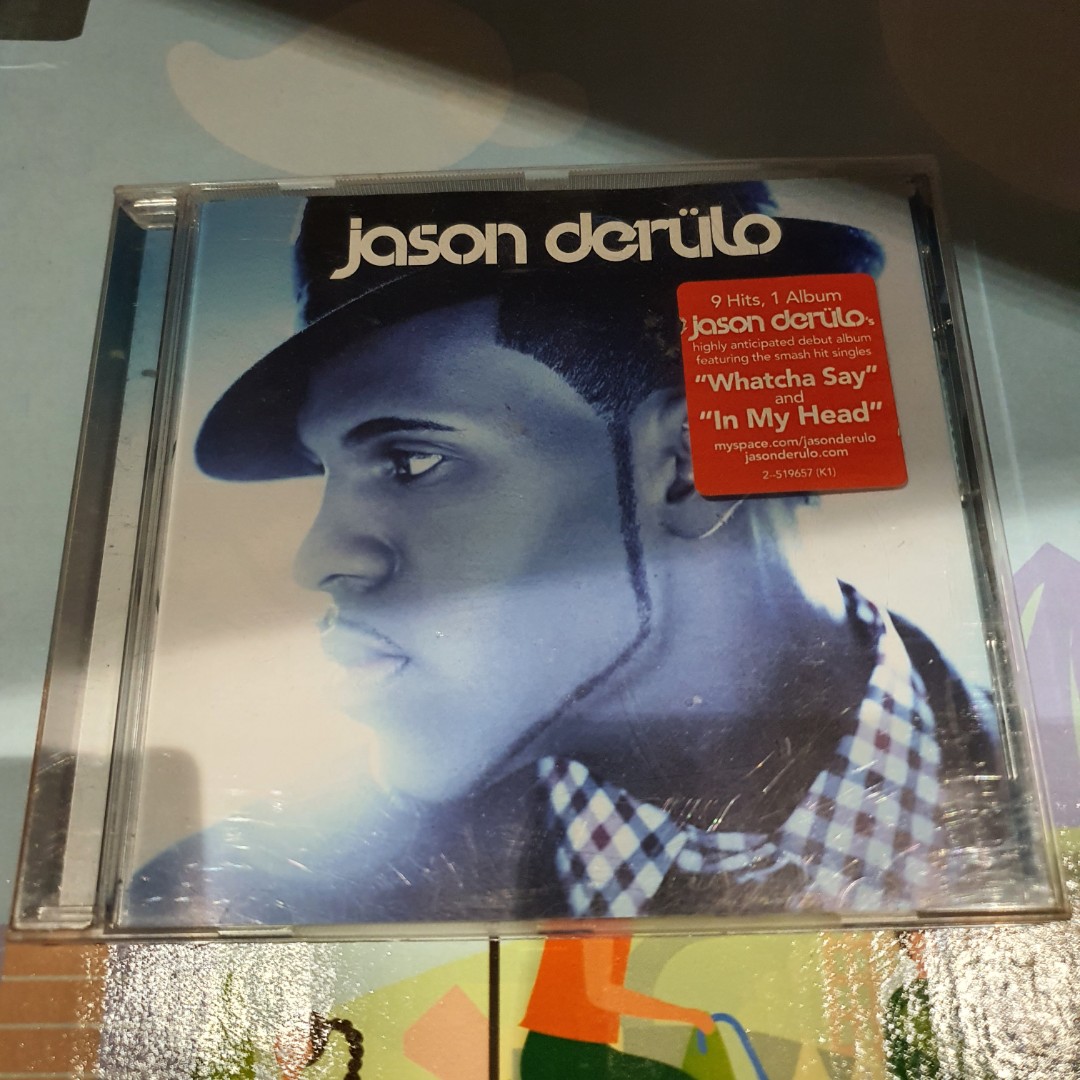 jason derülo
9 Hits, 1 Album
jason derülo's
highly anticipated debut album
featuring the smash hit singles
“Whatcha Say”
and
“In My Head”
myspace.com/jasonderulo
jasonderulo.com
2-519657 (K1)